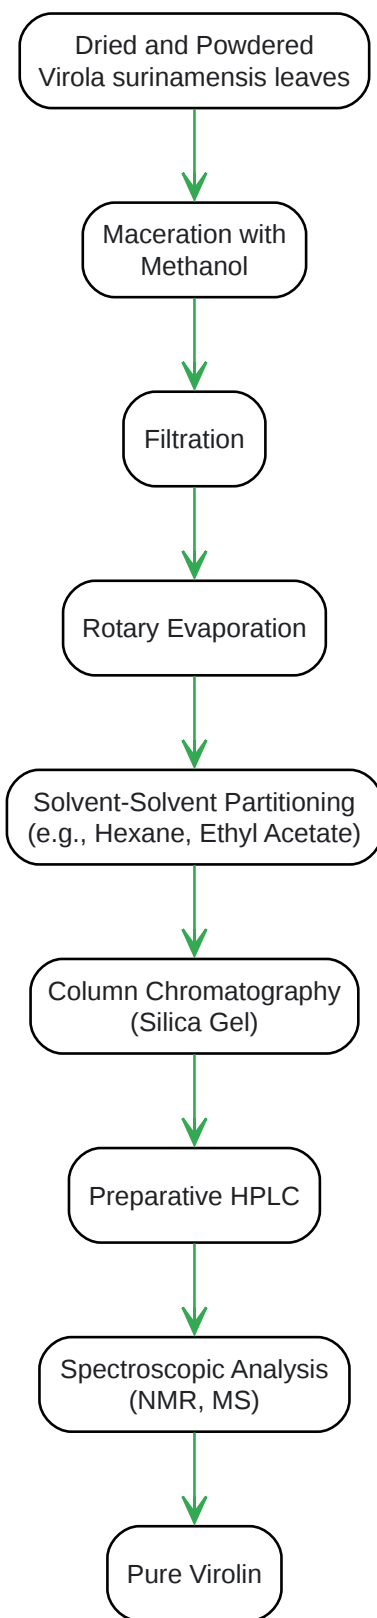 Dried and Powdered
Virola surinamensis leaves
Maceration with
Methanol
Filtration
Rotary Evaporation
Solvent-Solvent Partitioning
(e.g., Hexane, Ethyl Acetate)
Column Chromatography
(Silica Gel)
Preparative HPLC
Spectroscopic Analysis
(NMR, MS)
Pure Virolin